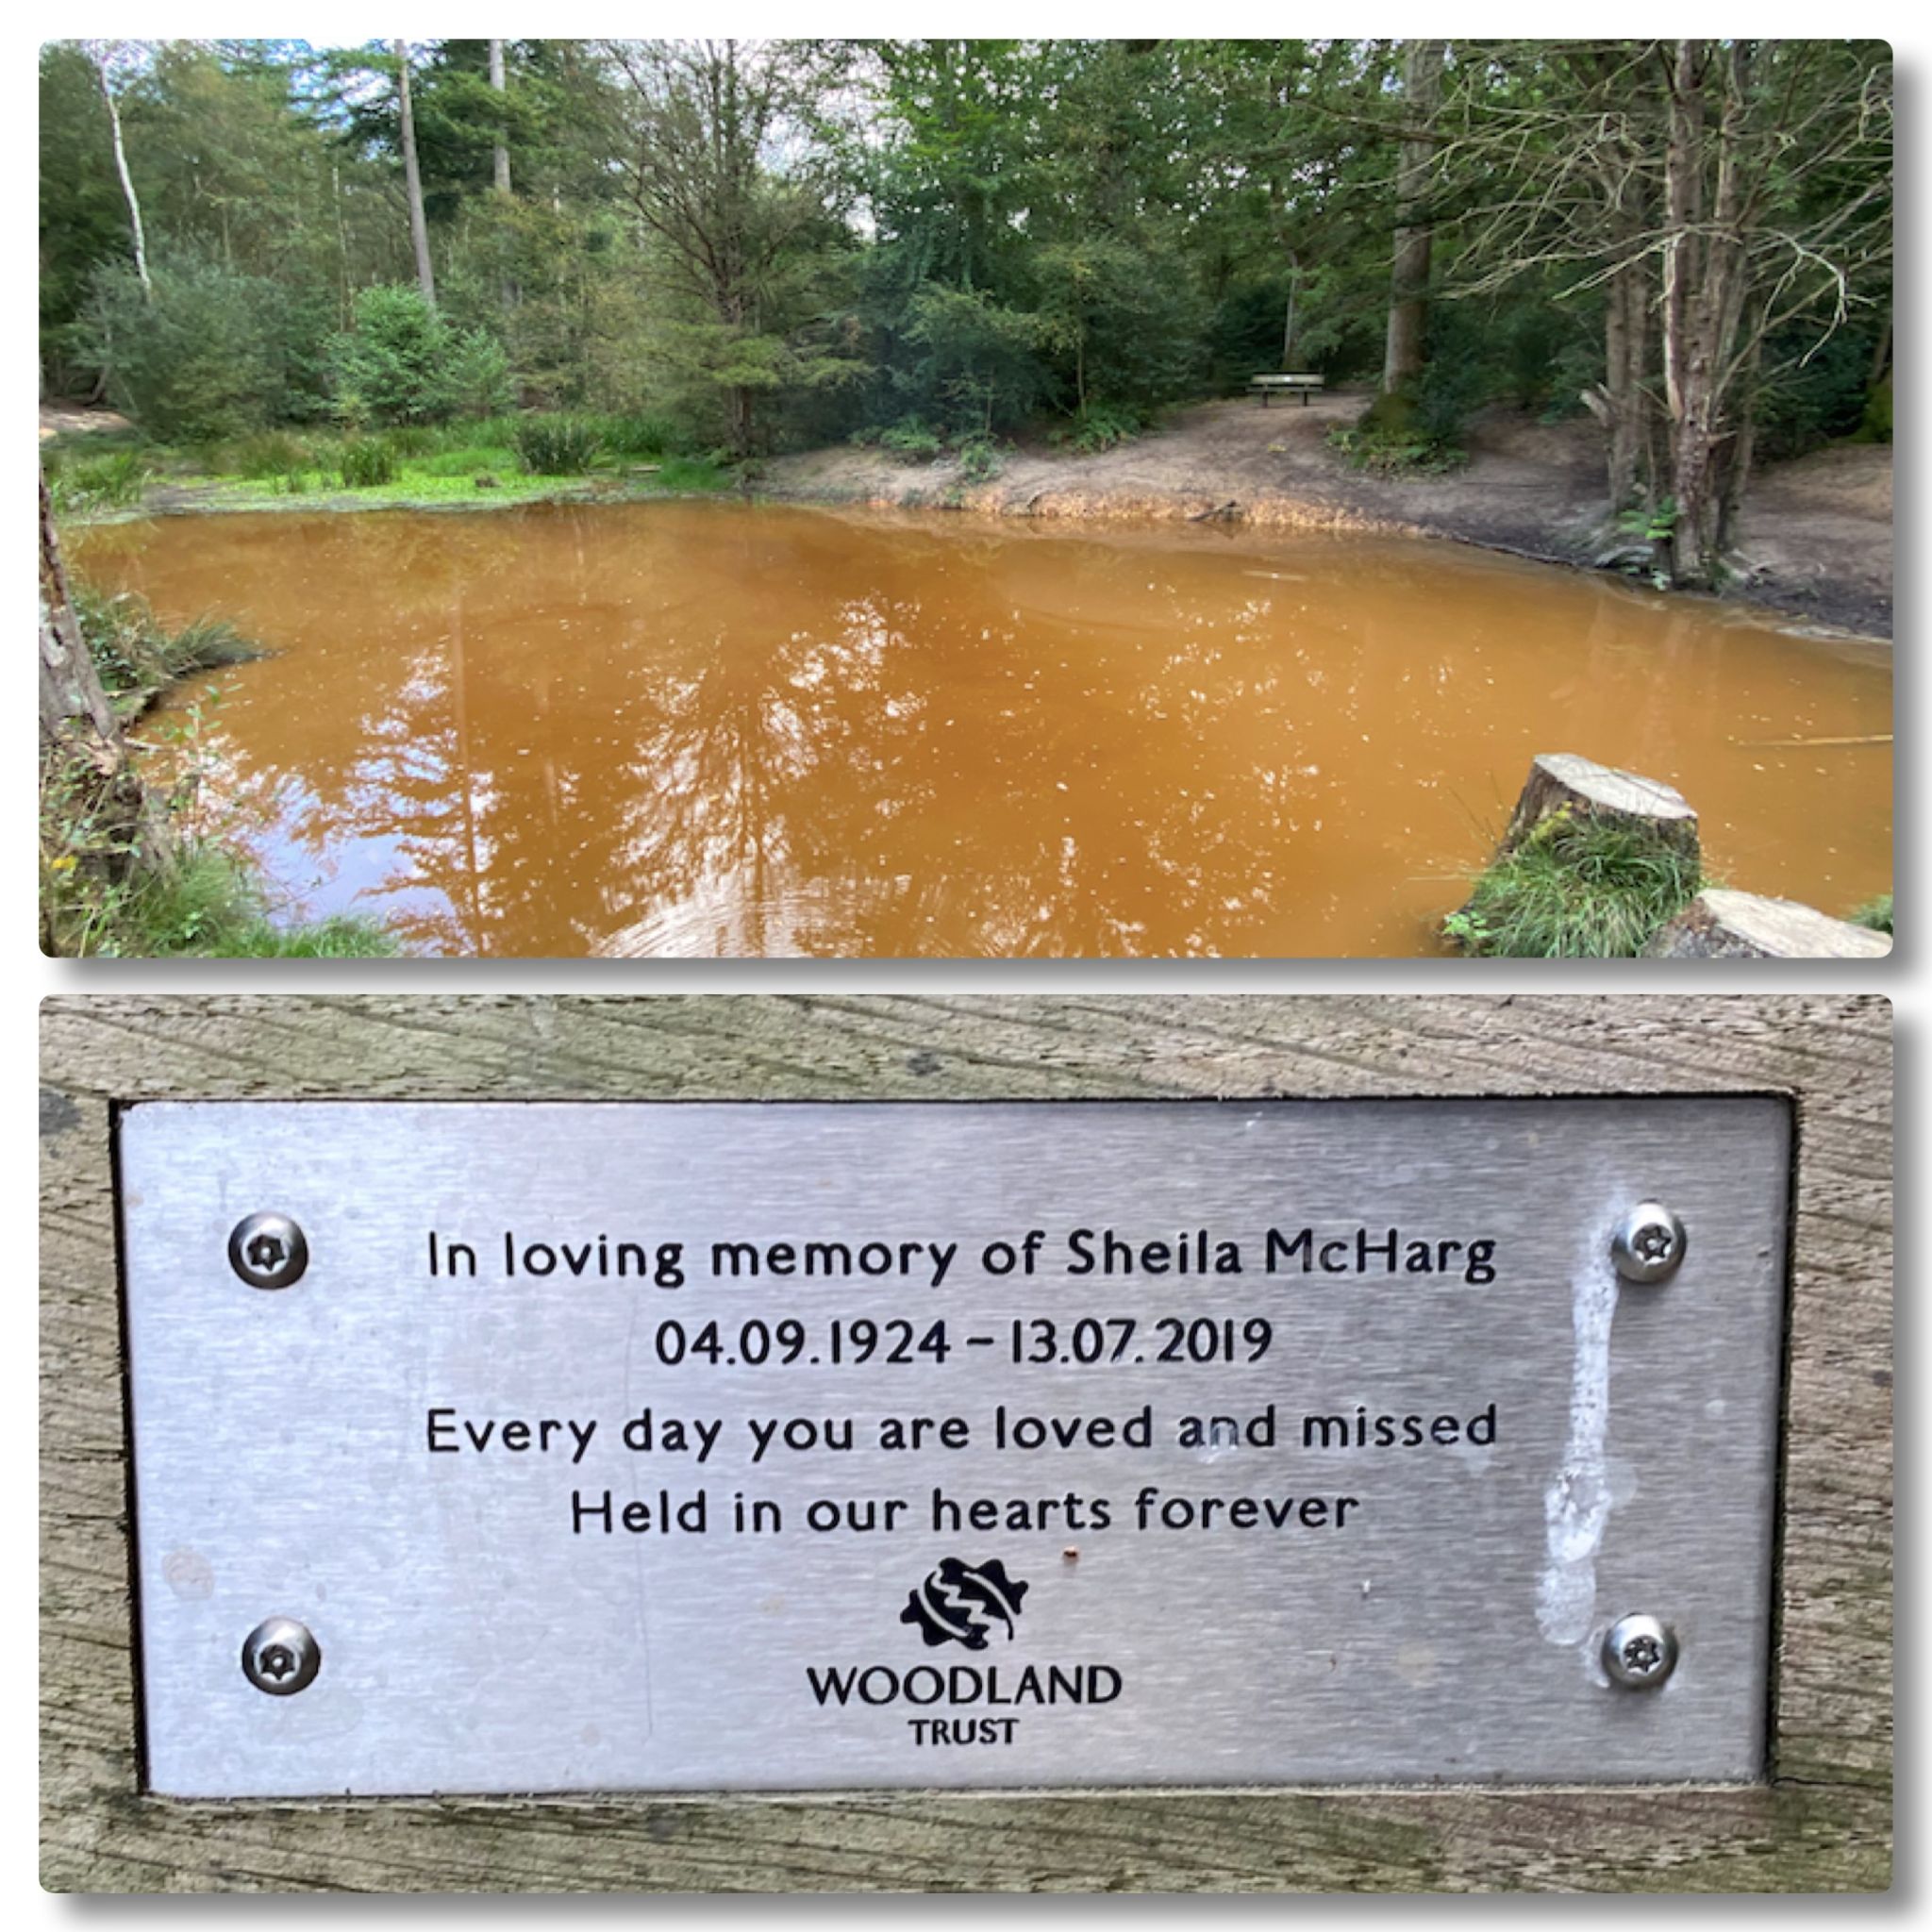 In loving memory of Sheila McHarg
04.09.1924 – 13.07.2019
Every day you are loved and missed
Held in our hearts forever
WOODLAND
TRUST